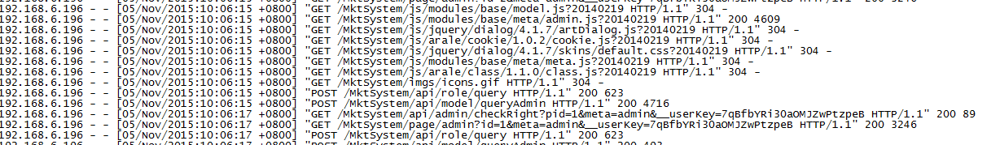 192.168.6.196 - - [05/Nov/2015:10:06:15 +0800] "GET /MktSystem/js/modules/base/model.js?20140219 HTTP/1.1" 304 -
192.168.6.196 - - [05/Nov/2015:10:06:15 +0800] "GET /MktSystem/js/modules/base/meta/admin.js?20140219 HTTP/1.1" 200 4609
192.168.6.196 - - [05/Nov/2015:10:06:15 +0800] "GET /MktSystem/js/jquery/dialog/4.1.7/artDialog.js?20140219 HTTP/1.1" 304 -
192.168.6.196 - - [05/Nov/2015:10:06:15 +0800] "GET /MktSystem/js/arale/cookie/1.0.2/cookie.js?20140219 HTTP/1.1" 304 -
192.168.6.196 - - [05/Nov/2015:10:06:15 +0800] "GET /MktSystem/js/jquery/dialog/4.1.7/skins/default.css?20140219 HTTP/1.1" 304 -
192.168.6.196 - - [05/Nov/2015:10:06:15 +0800] "GET /MktSystem/js/modules/base/meta/meta.js?20140219 HTTP/1.1" 304 -
192.168.6.196 - - [05/Nov/2015:10:06:15 +0800] "GET /MktSystem/js/arale/class/1.1.0/class.js?20140219 HTTP/1.1" 304 -
192.168.6.196 - - [05/Nov/2015:10:06:15 +0800] "GET /MktSystem/imgs/icons.gif HTTP/1.1" 304 -
192.168.6.196 - - [05/Nov/2015:10:06:15 +0800] "POST /MktSystem/api/role/query HTTP/1.1" 200 623
192.168.6.196 - - [05/Nov/2015:10:06:15 +0800] "POST /MktSystem/api/model/queryAdmin HTTP/1.1" 200 4716
192.168.6.196 - - [05/Nov/2015:10:06:17 +0800] "GET /MktSystem/api/admin/checkRight?pid=1&meta=admin&__userKey=7qBfbYRi30aOMJZwPtzpeB HTTP/1.1" 200 89
192.168.6.196 - - [05/Nov/2015:10:06:17 +0800] "GET /MktSystem/page/admin?id=1&meta=admin&__userKey=7qBfbYRi30aOMJZwPtzpeB HTTP/1.1" 200 3246
192.168.6.196 - - [05/Nov/2015:10:06:17 +0800] "POST /MktSystem/api/role/query HTTP/1.1" 200 623